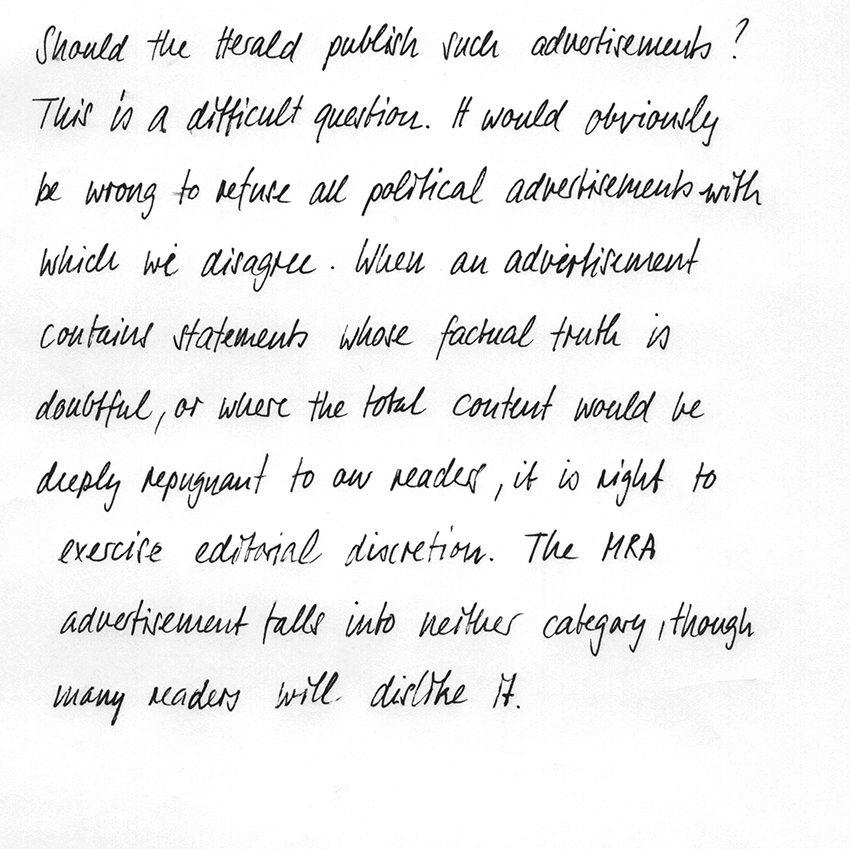 Should the Herald publish such advertisements ?
This is a difficult question. It would obviously
be wrong to refuse all political advertisements with
which we disagree. When an advertisement
contains statements whose factual truth is
doubtful, or where the total content would be
deeply repugnant to our readers, it is right to
exercise editorial discretion. The MRA
advertisement falls into neither category, though
many readers will dislike it.